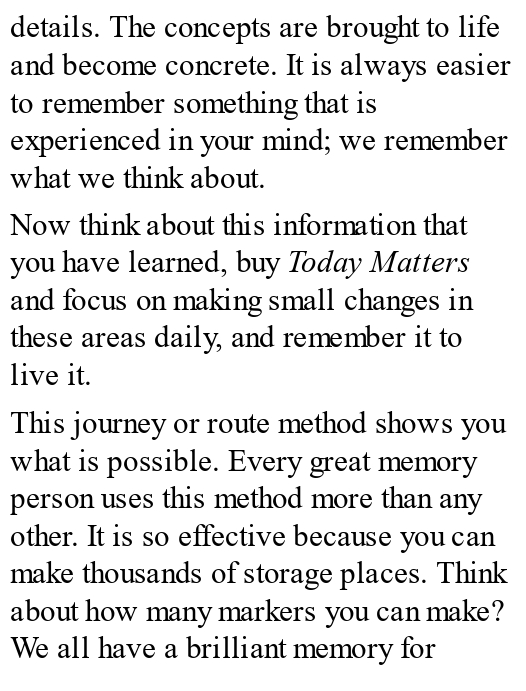 details. The concepts are brought to life
and become concrete. It is always easier
to remember something that is
experienced in your mind; we remember
what we think about.
Now think about this information that
you have learned, buy Today Matters
and focus on making small changes in
these areas daily, and remember it to
live it.
This journey or route method shows you
what is possible. Every great memory
person uses this method more than any
other. It is so effective because you can
make thousands of storage places. Think
about how many markers you can make?
We all have a brilliant memory for